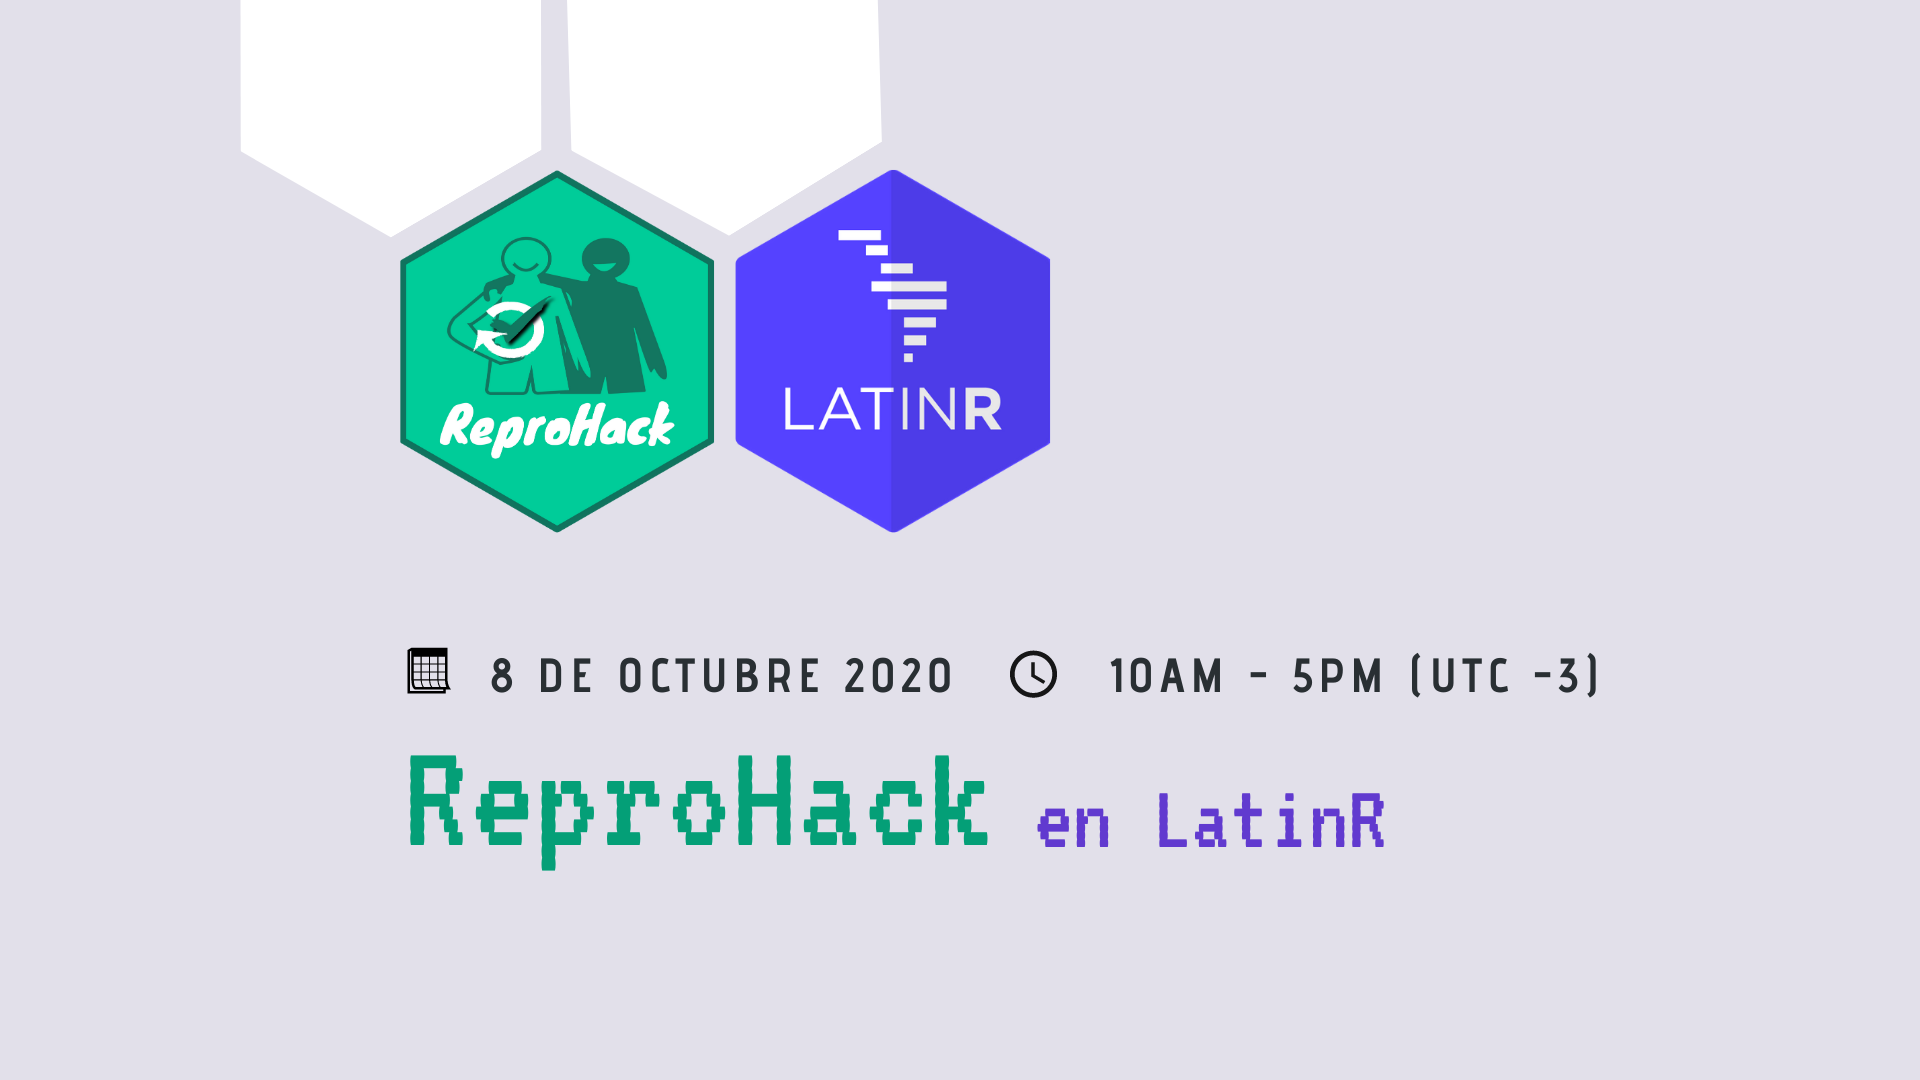 ReproHack
LATINR
8 DE OCTUBRE 2020 10AM - 5PM (UTC -3)
ReproHack en LatinR